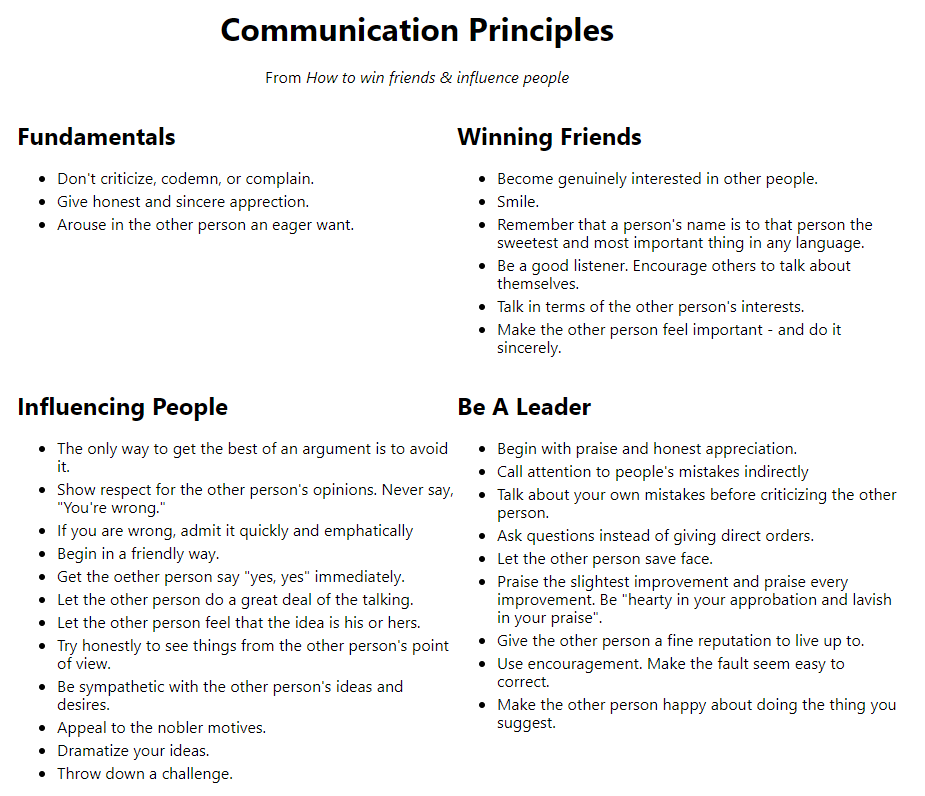 Communication Principles
From How to win friends & influence people
Fundamentals
Don't criticize, codemn, or complain.
Give honest and sincere apprection.
Arouse in the other person an eager want.
Winning Friends
Become genuinely interested in other people.
Smile.
Remember that a person's name is to that person the
sweetest and most important thing in any language.
Be a good listener. Encourage others to talk about
themselves.
Talk in terms of the other person's interests.
Make the other person feel important - and do it
sincerely.
Influencing People
The only way to get the best of an argument is to avoid
it.
Show respect for the other person's opinions. Never say,
"You're wrong."
If you are wrong, admit it quickly and emphatically
Begin in a friendly way.
Get the oether person say "yes, yes" immediately.
Let the other person do a great deal of the talking.
Let the other person feel that the idea is his or hers.
Try honestly to see things from the other person's point
of view.
Be sympathetic with the other person's ideas and
desires.
Appeal to the nobler motives.
Dramatize your ideas.
Throw down a challenge.
Be A Leader
Begin with praise and honest appreciation.
Call attention to people's mistakes indirectly
Talk about your own mistakes before criticizing the other
person.
Ask questions instead of giving direct orders.
Let the other person save face.
Praise the slightest improvement and praise every
improvement. Be "hearty in your approbation and lavish
in your praise".
Give the other person a fine reputation to live up to.
Use encouragement. Make the fault seem easy to
correct.
Make the other person happy about doing the thing you
suggest.